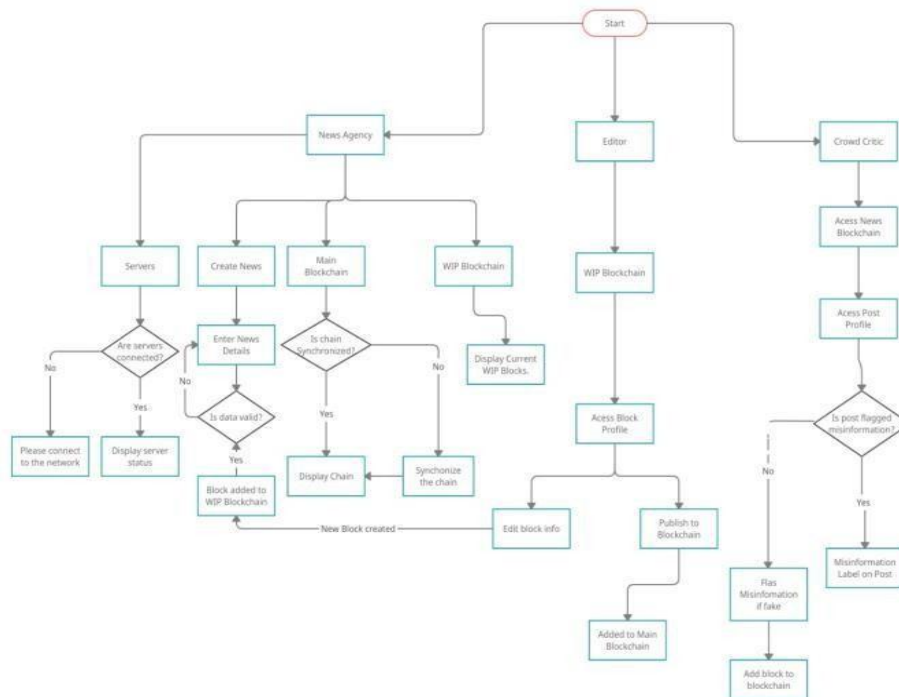 Start
News Agency
Editor
Crowd Critic
Acess News
Blockchain
Servers
Create News
Main
Blockchain
WIP Blockchain
WIP Blockchain
Acess Post
Profile
Are servers
connected?
Enter News
Details
Is chain
Synchronized?
Display Current
WIP Blocks.
No
No
No
Yes
Is data valid?
Yes
Acess Block
Profile
Is post flagged
misinformation?
Please connect
to the network
Display server
status
Yes
Block added to
WIP Blockchain
Display Chain
Synchonize
the chain
No
Yes
New Block created
Edit block info
Publish to
Blockchain
Misinformation
Label on Post
Flas
Misinfomation
if fake
Added to Main
Blockchain
Add block to
blockchain